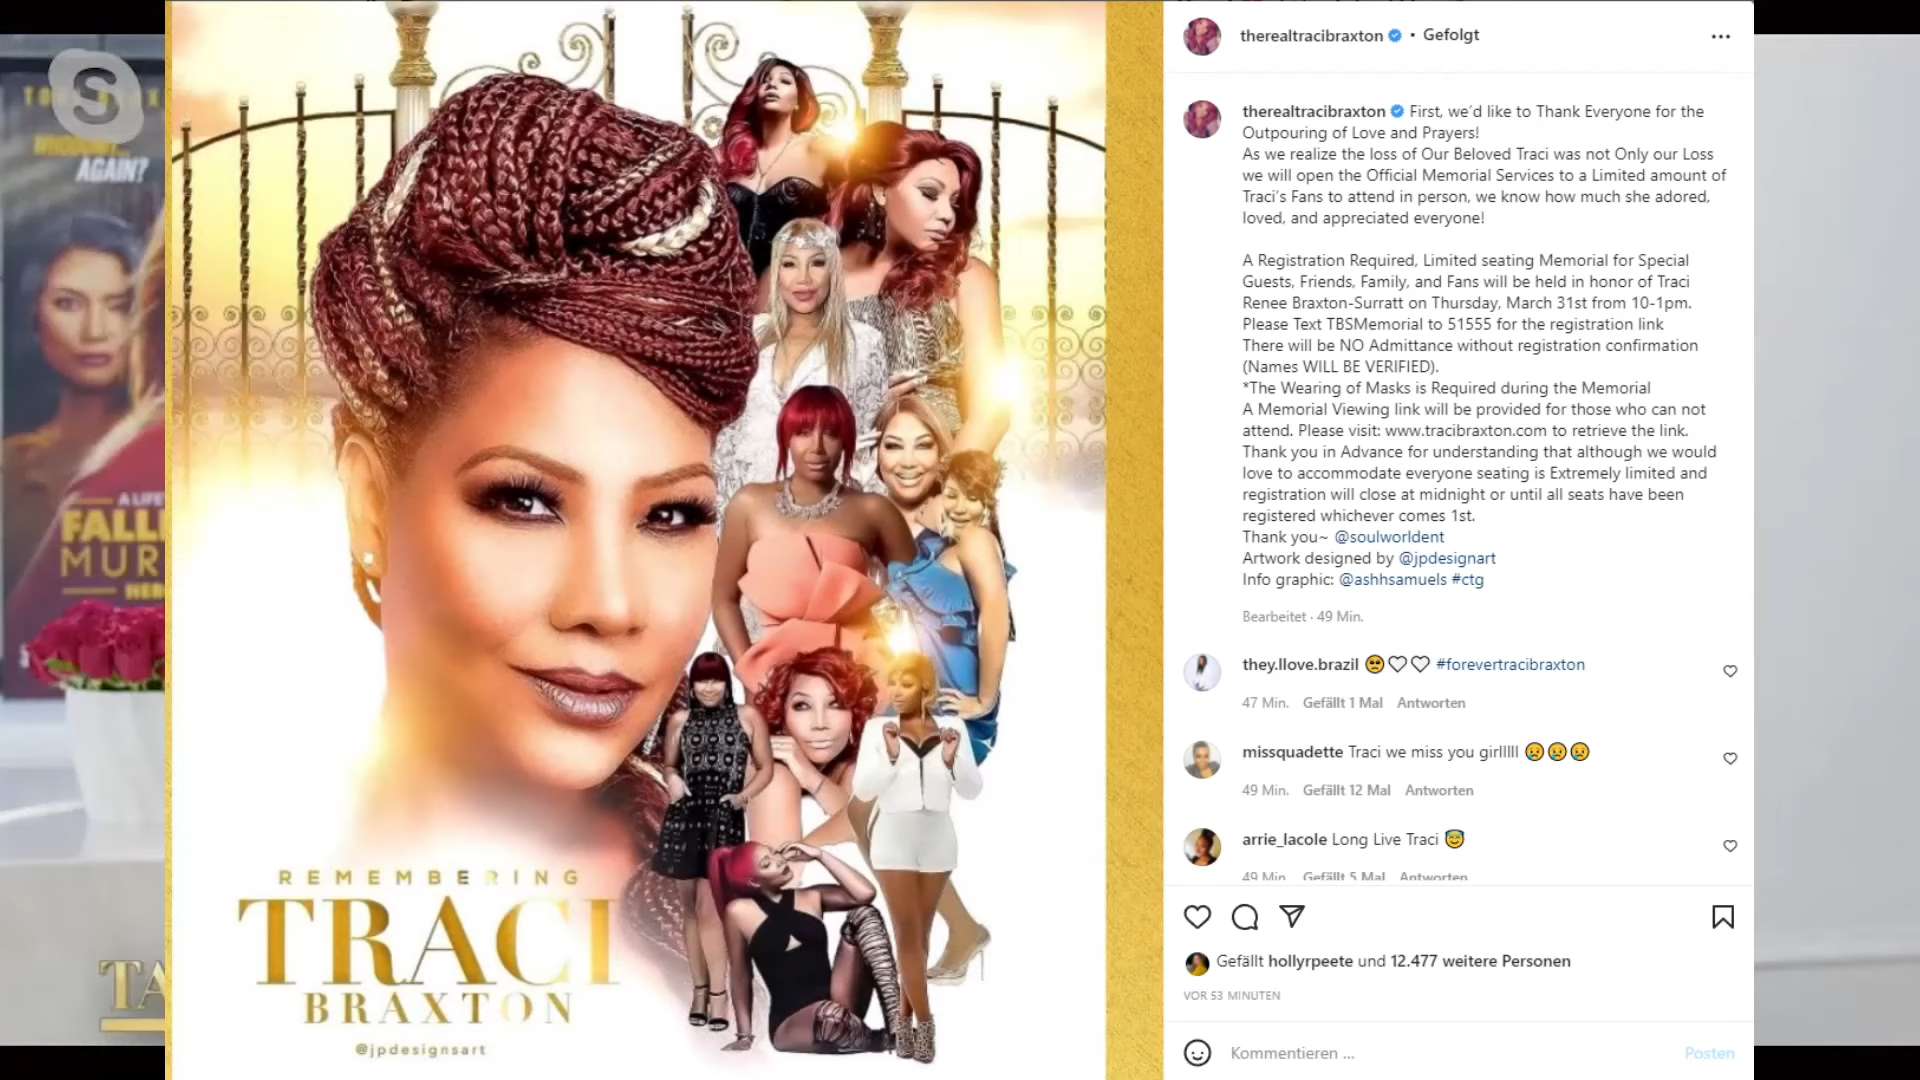 WHODUNIT...
AGAIN?
A LIFE
FALL
MUR
HER
TA
REMEMBERING
TRACI
BRAXTON
@jpdesignsart
therealtracibraxton • Gefolgt
therealtracibraxton First, we'd like to Thank Everyone for the
Outpouring of Love and Prayers!
As we realize the loss of Our Beloved Traci was not Only our Loss
we will open the Official Memorial Services to a Limited amount of
Traci's Fans to attend in person, we know how much she adored,
loved, and appreciated everyone!
A Registration Required, Limited seating Memorial for Special
Guests, Friends, Family, and Fans will be held in honor of Traci
Renee Braxton-Surratt on Thursday, March 31st from 10-1pm.
Please Text TBSMemorial to 51555 for the registration link
There will be NO Admittance without registration confirmation
(Names WILL BE VERIFIED).
*The Wearing of Masks is Required during the Memorial
A Memorial Viewing link will be provided for those who can not
attend. Please visit: www.tracibraxton.com to retrieve the link.
Thank you in Advance for understanding that although we would
love to accommodate everyone seating is Extremely limited and
registration will close at midnight or until all seats have been
registered whichever comes 1st.
Thank you~ @soulworldent
Artwork designed by @jpdesignart
Info graphic: @ashhsamuels #ctg
Bearbeitet · 49 Min.
they.llove.brazil 🥺🤍🤍 #forevertracibraxton
47 Min. Gefällt 1 Mal Antworten
missquadette Traci we miss you girlllll 😥😥😥
49 Min. Gefällt 12 Mal Antworten
arrie_lacole Long Live Traci 😇
49 Min. Gefällt 5 Mal Antworten
Gefällt hollyrpeete und 12.477 weitere Personen
VOR 53 MINUTEN
Kommentieren ...
Posten